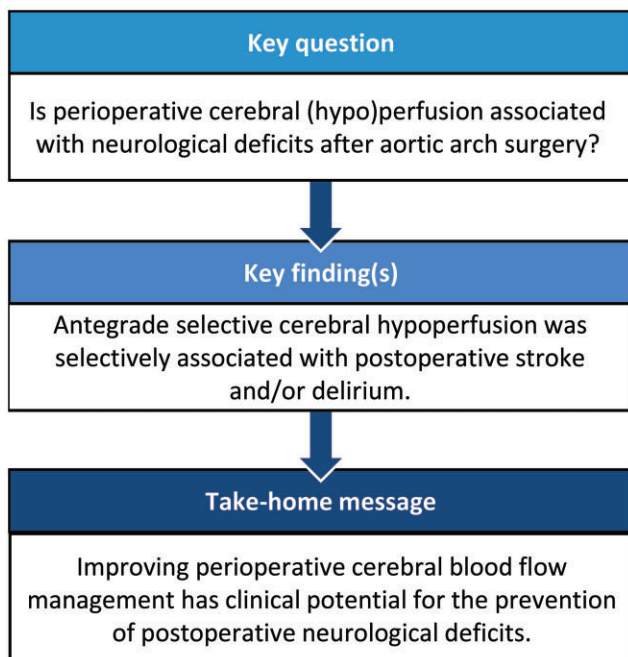 Key question
Is perioperative cerebral (hypo)perfusion associated
with neurological deficits after aortic arch surgery?
Key finding(s)
Antegrade selective cerebral hypoperfusion was
selectively associated with postoperative stroke
and/or delirium.
Take-home message
Improving perioperative cerebral blood flow
management has clinical potential for the prevention
of postoperative neurological deficits.